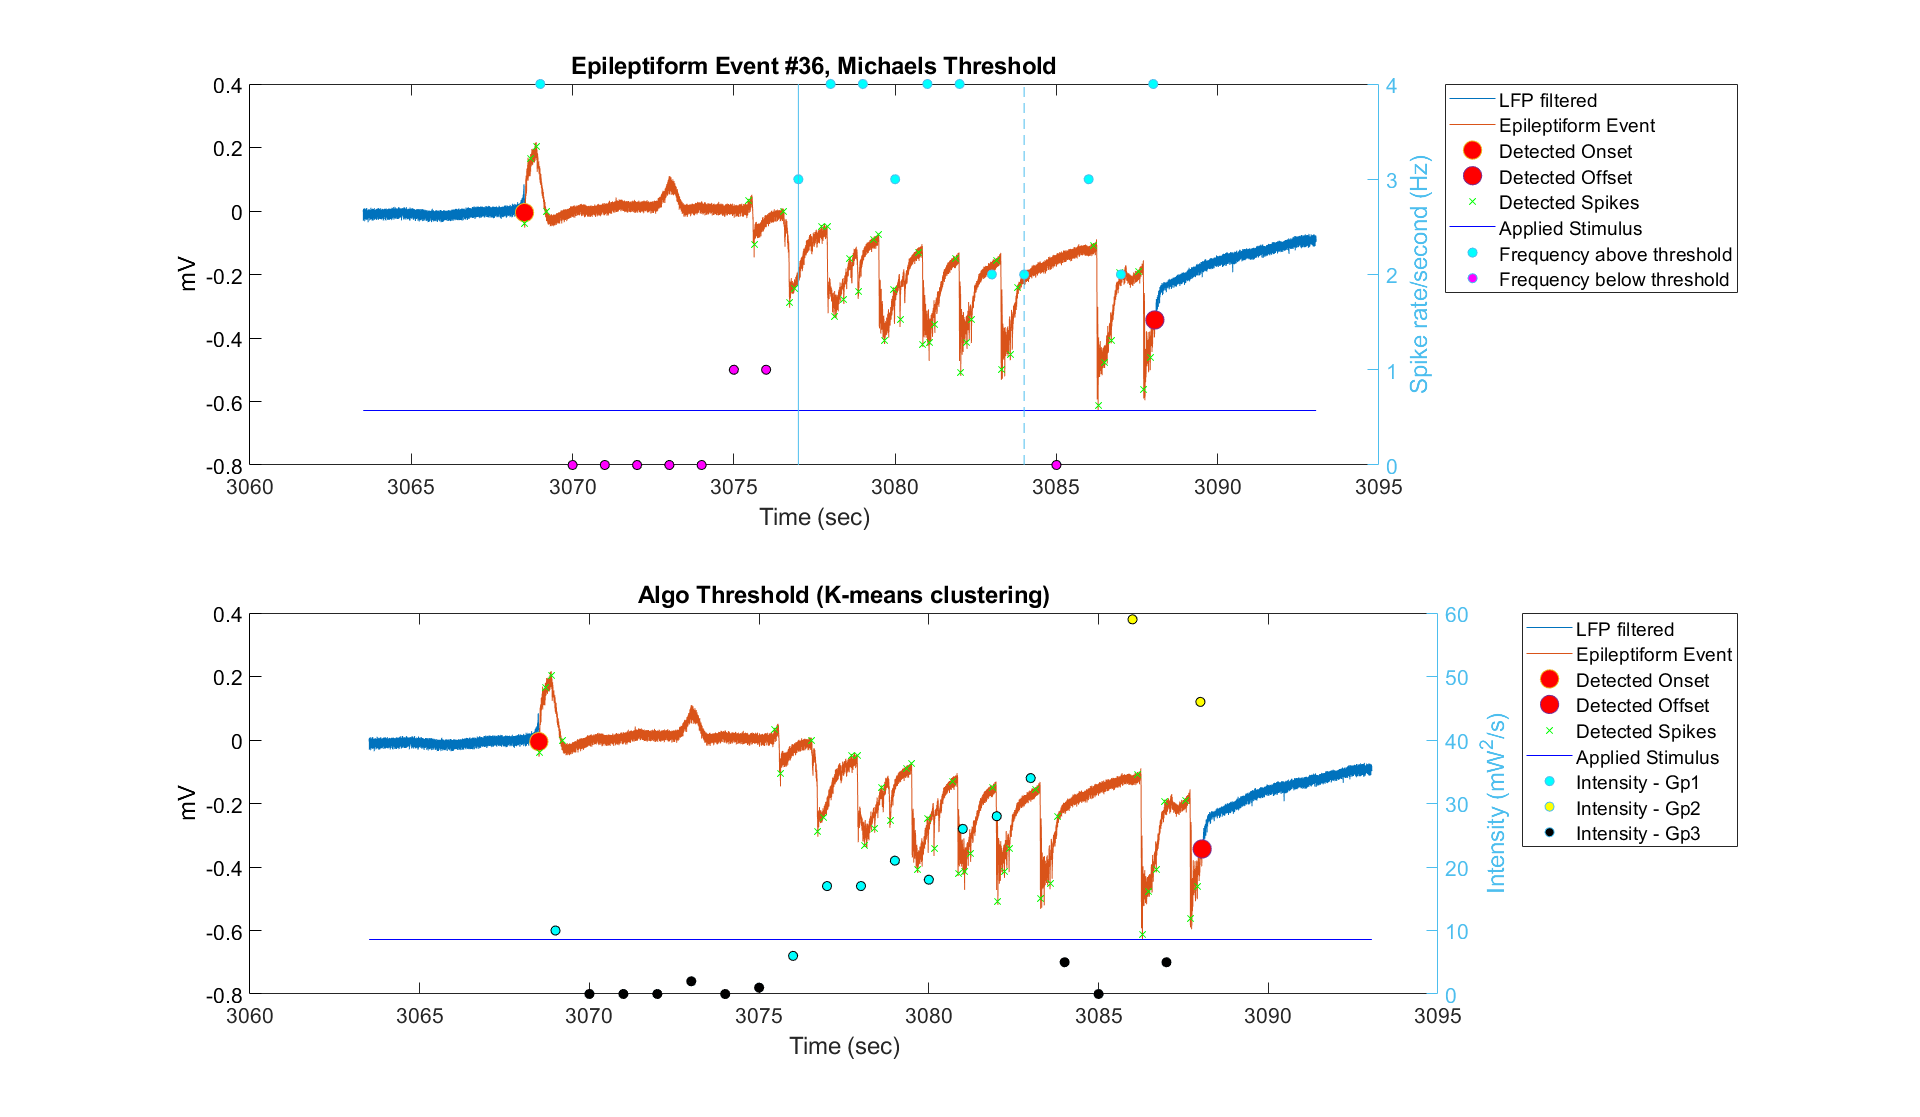 Epileptiform Event #36, Michaels Threshold
0.4
0.2
0
-0.2
-0.4
-0.6
-0.8
mV
3060
3065
3070
3075
3080
3085
3090
3095
Time (sec)
4
3
2
1
0
Spike rate/second (Hz)
LFP filtered
Epileptiform Event
Detected Onset
Detected Offset
Detected Spikes
Applied Stimulus
Frequency above threshold
Frequency below threshold
Algo Threshold (K-means clustering)
0.4
0.2
0
-0.2
-0.4
-0.6
-0.8
mV
3060
3065
3070
3075
3080
3085
3090
3095
Time (sec)
60
50
40
30
20
10
0
Intensity (mW²/s)
LFP filtered
Epileptiform Event
Detected Onset
Detected Offset
Detected Spikes
Applied Stimulus
Intensity - Gp1
Intensity - Gp2
Intensity - Gp3